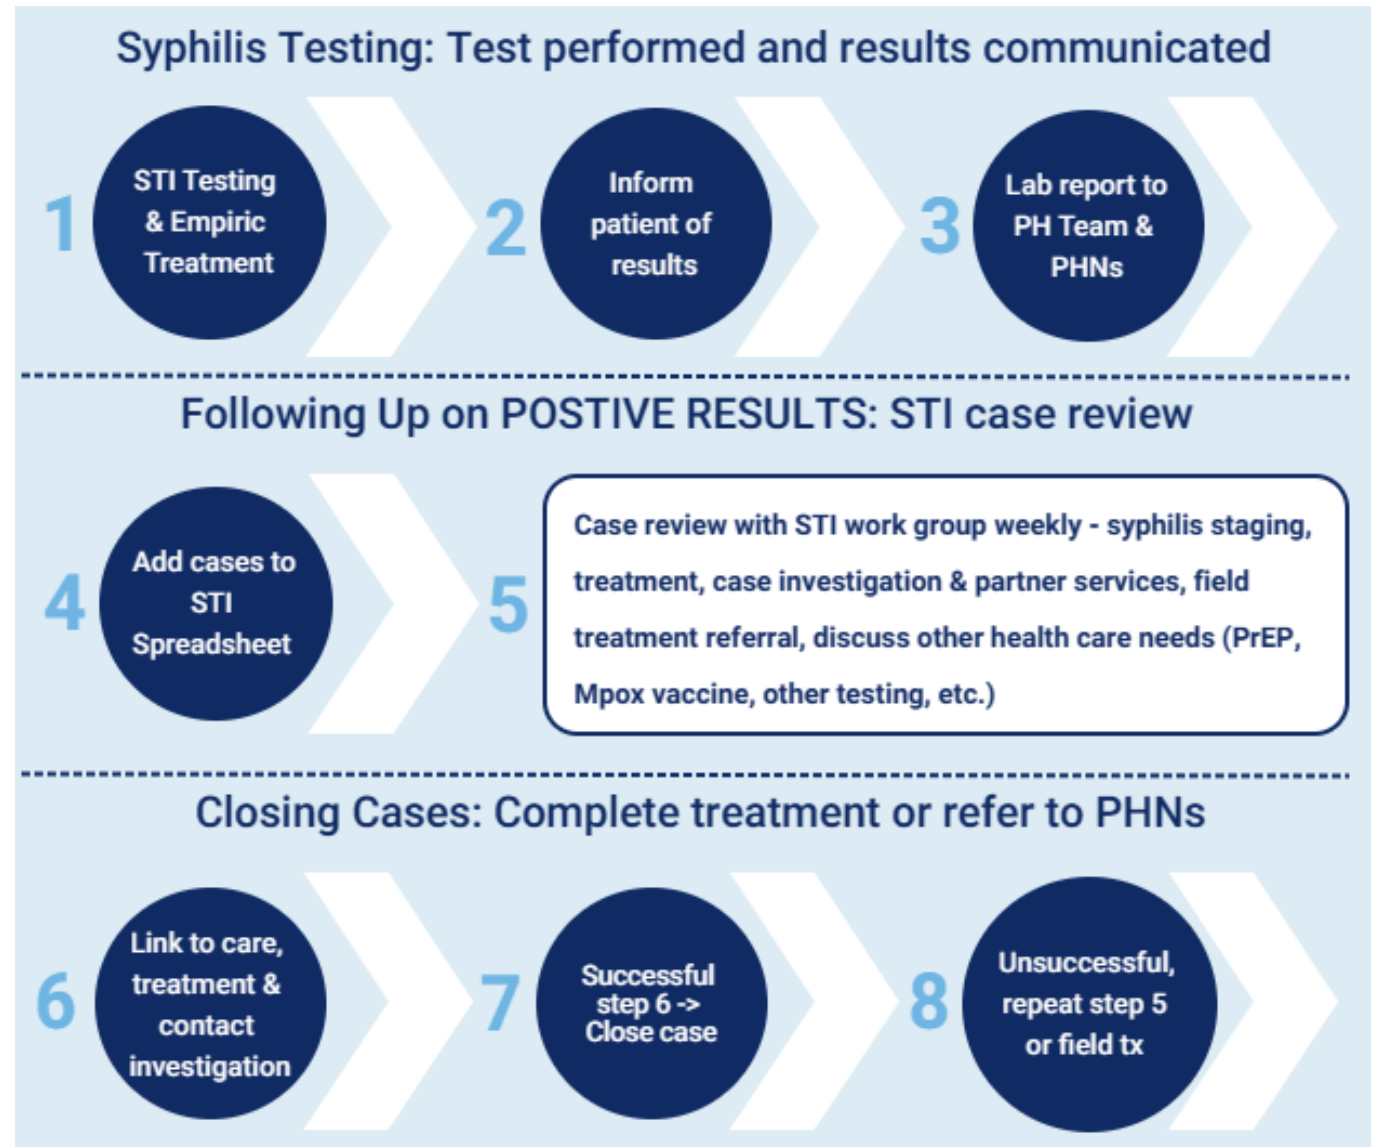 Syphilis Testing: Test performed and results communicated
1
STI Testing
& Empiric
Treatment
2
Inform
patient of
results
3
Lab report to
PH Team &
PHNs
Following Up on POSTIVE RESULTS: STI case review
4
Add cases to
STI
Spreadsheet
5
Case review with STI work group weekly - syphilis staging,
treatment, case investigation & partner services, field
treatment referral, discuss other health care needs (PrEP,
Mpox vaccine, other testing, etc.)
Closing Cases: Complete treatment or refer to PHNs
6
Link to care,
treatment &
contact
investigation
7
Successful
step 6 ->
Close case
8
Unsuccessful,
repeat step 5
or field tx